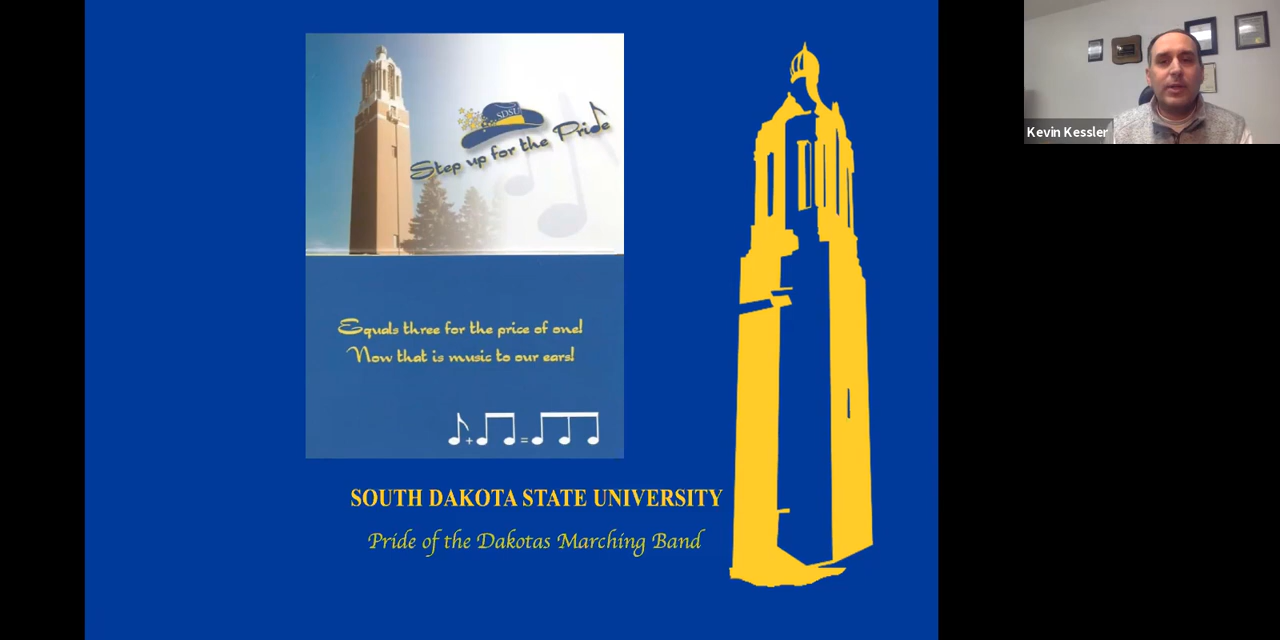 SDSU
Step up for the Pride
Equals three for the price of one!
Now that is music to our ears!
+ =
SOUTH DAKOTA STATE UNIVERSITY
Pride of the Dakotas Marching Band
Kevin Kessler